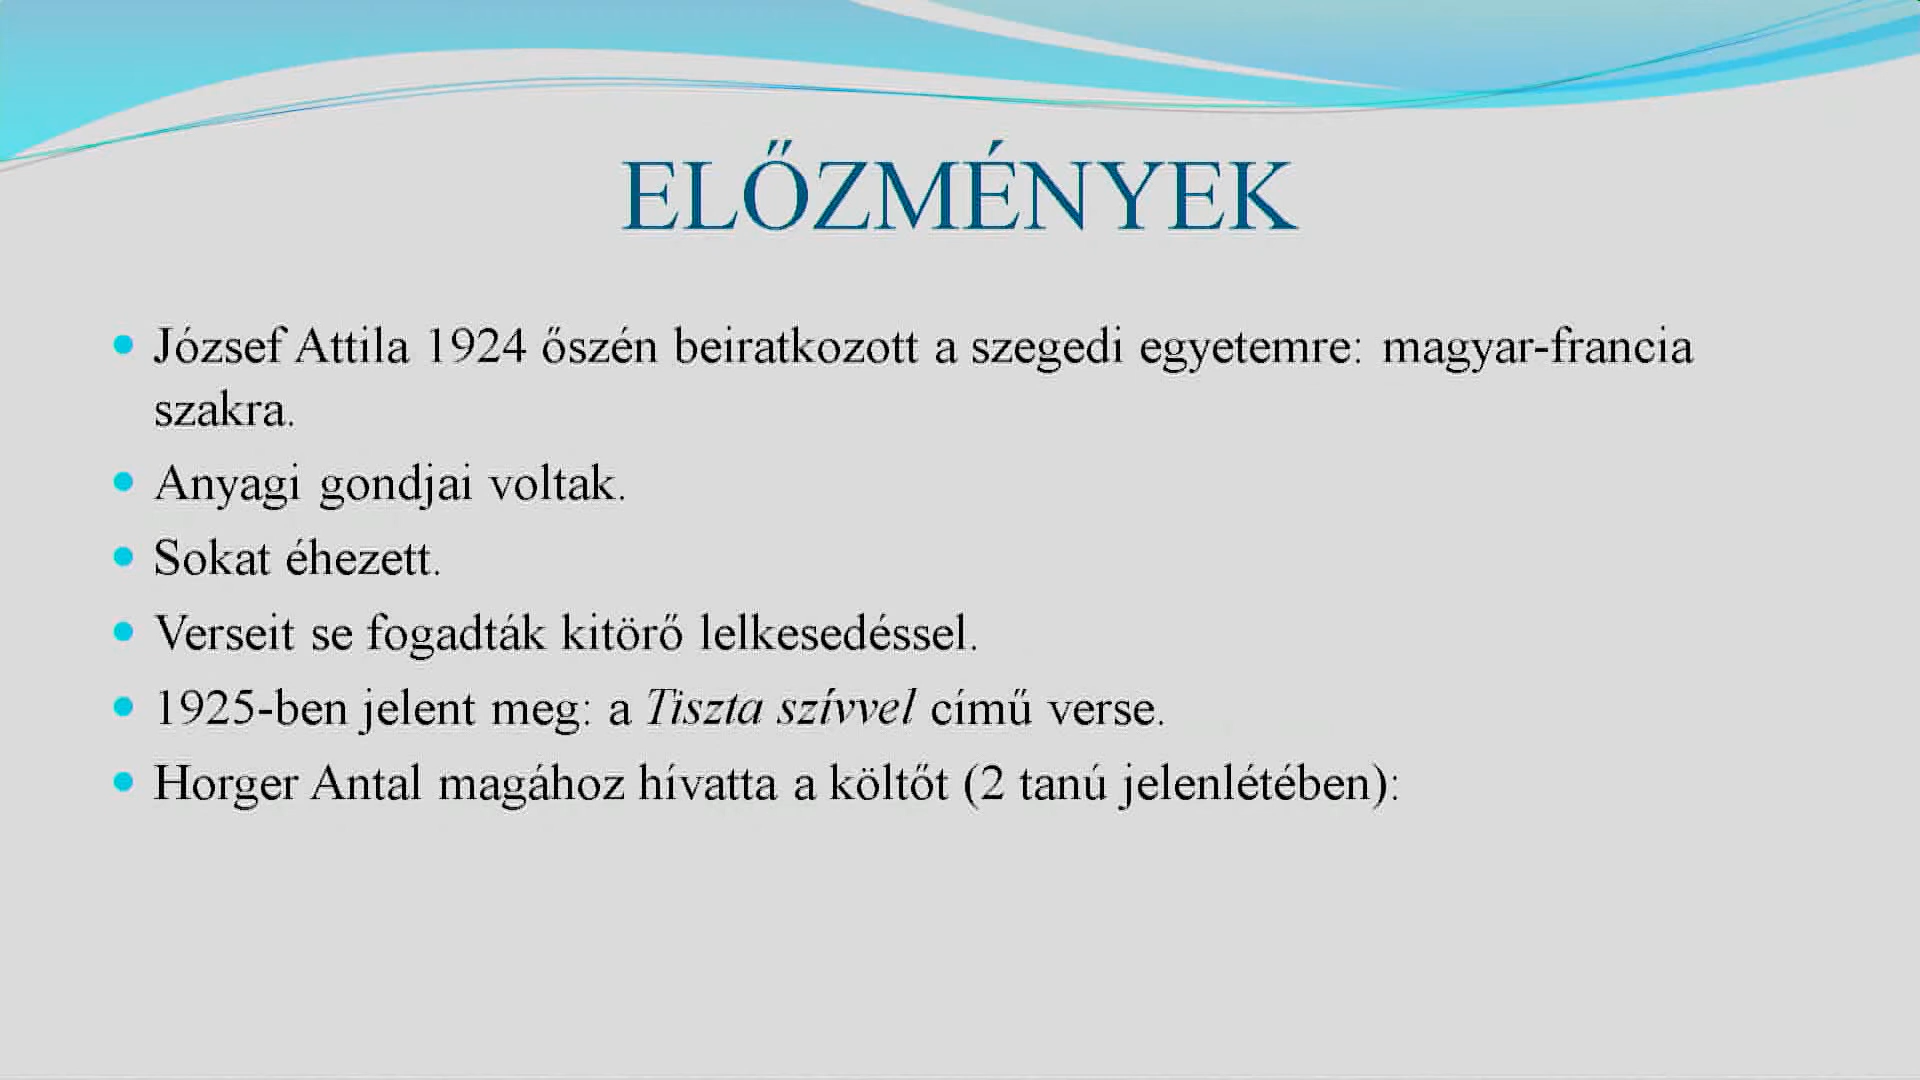 ELŐZMÉNYEK
József Attila 1924 őszén beiratkozott a szegedi egyetemre: magyar-francia
szakra.
Anyagi gondjai voltak.
Sokat éhezett.
Verseit se fogadták kitörő lelkesedéssel.
1925-ben jelent meg: a Tiszta szívvel című verse.
Horger Antal magához hívatta a költőt (2 tanú jelenlétében):